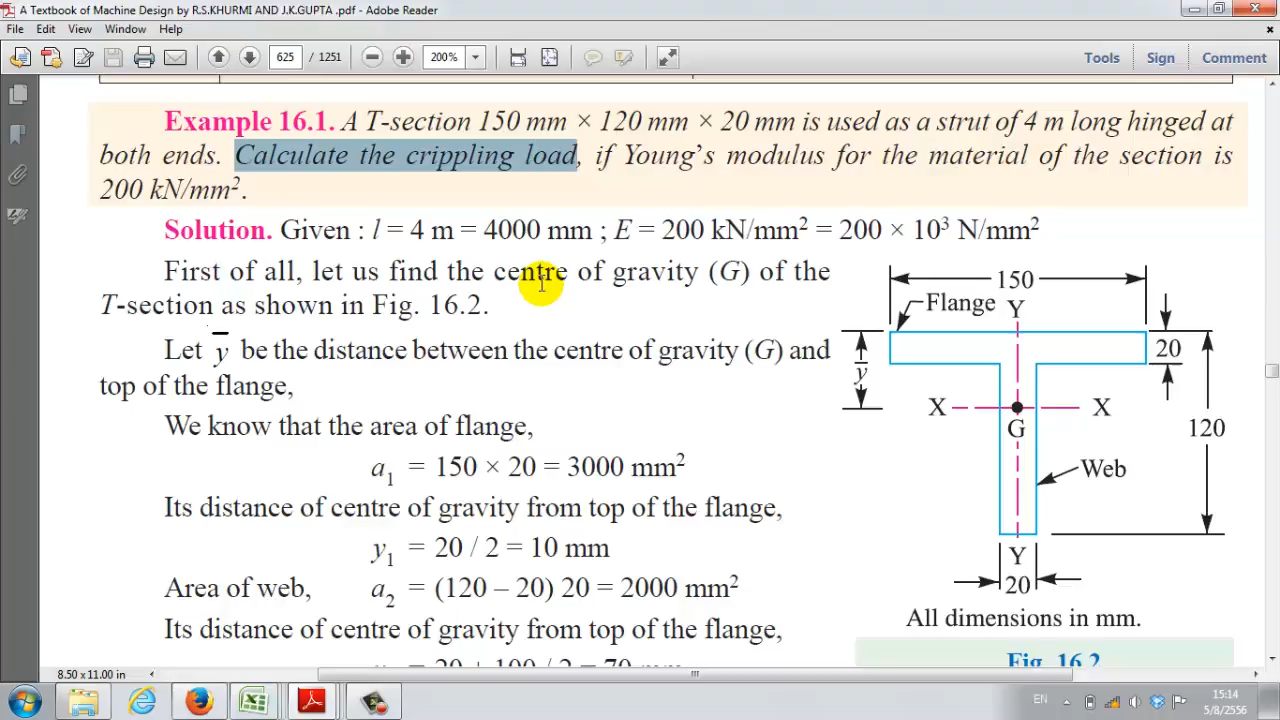 A Textbook of Machine Design by R.S.KHURMI AND J.K.GUPTA .pdf - Adobe Reader
File Edit View Window Help
625 / 1251 200% Tools Sign Comment
Example 16.1. A T-section 150 mm × 120 mm × 20 mm is used as a strut of 4 m long hinged at
both ends. Calculate the crippling load, if Young's modulus for the material of the section is
200 kN/mm².
Solution. Given : l = 4 m = 4000 mm ; E = 200 kN/mm² = 200 × 10³ N/mm²
First of all, let us find the centre of gravity (G) of the
T-section as shown in Fig. 16.2.
Let y̅ be the distance between the centre of gravity (G) and
top of the flange,
We know that the area of flange,
a₁ = 150 × 20 = 3000 mm²
Its distance of centre of gravity from top of the flange,
y₁ = 20 / 2 = 10 mm
Area of web, a₂ = (120 – 20) 20 = 2000 mm²
Its distance of centre of gravity from top of the flange,
= 20 + 100 / 2 = 70 mm
150
Flange Y
20
y̅
X X
G
120
Web
Y
20
All dimensions in mm.
Fig. 16.2
8.50 x 11.00 in
EN
15:14
5/8/2556